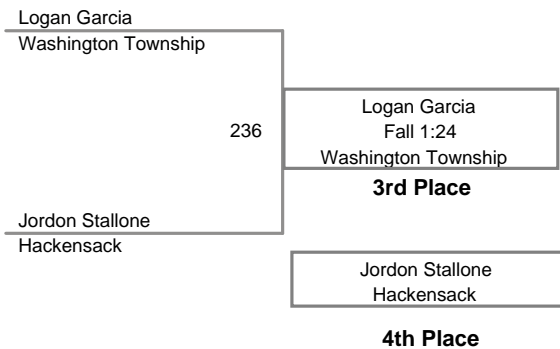 Logan Garcia
Washington Township
236
Logan Garcia
Fall 1:24
Washington Township
3rd Place
Jordon Stallone
Hackensack
Jordon Stallone
Hackensack
4th Place